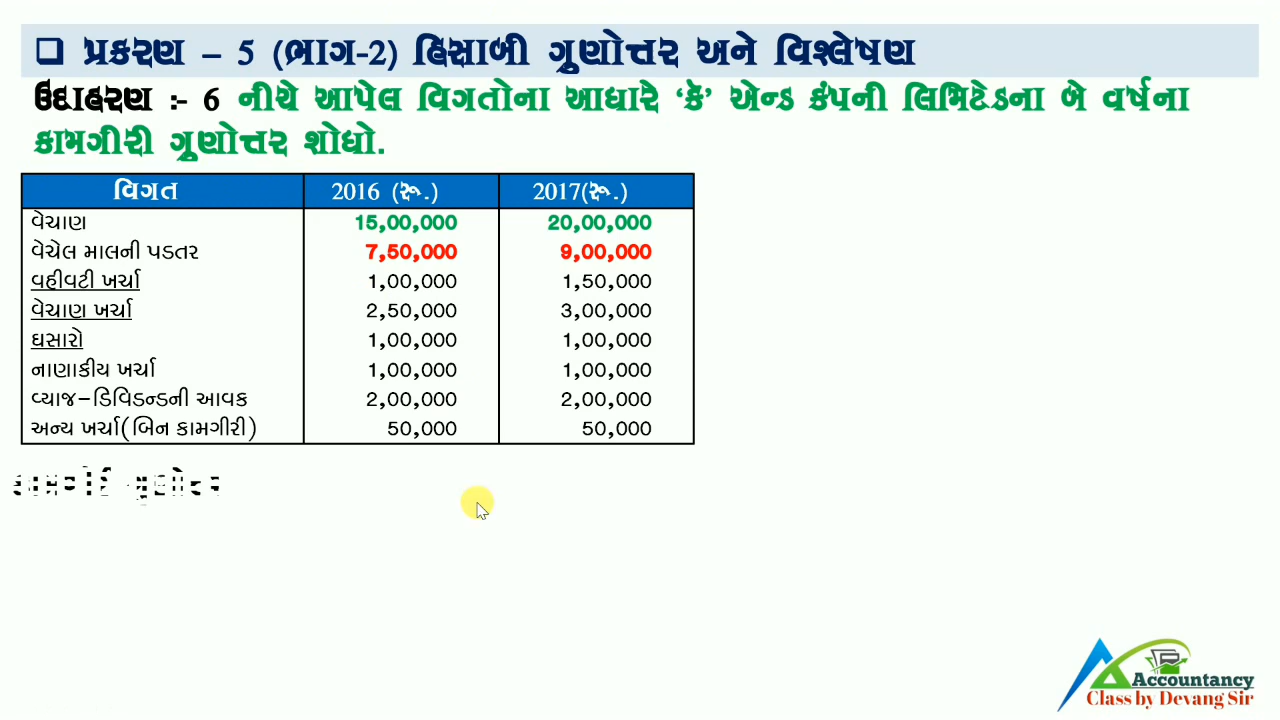 ❑ પ્રકરણ – 5 (ભાગ-2) હિસાબી ગુણોત્તર અને વિશ્લેષણ
ઉદાહરણ :- 6 નીચે આપેલ વિગતોના આધારે ‘કે’ એન્ડ કંપની લિમિટેડના બે વર્ષના
કામગીરી ગુણોત્તર શોધો.
વિગત 2016 (રૂ.) 2017(રૂ.)
વેચાણ 15,00,000 20,00,000
વેચેલ માલની પડતર 7,50,000 9,00,000
વહીવટી ખર્ચા 1,00,000 1,50,000
વેચાણ ખર્ચા 2,50,000 3,00,000
ઘસારો 1,00,000 1,00,000
નાણાકીય ખર્ચા 1,00,000 1,00,000
વ્યાજ-ડિવિડન્ડની આવક 2,00,000 2,00,000
અન્ય ખર્ચા(બિન કામગીરી) 50,000 50,000
Accountancy
Class by Devang Sir